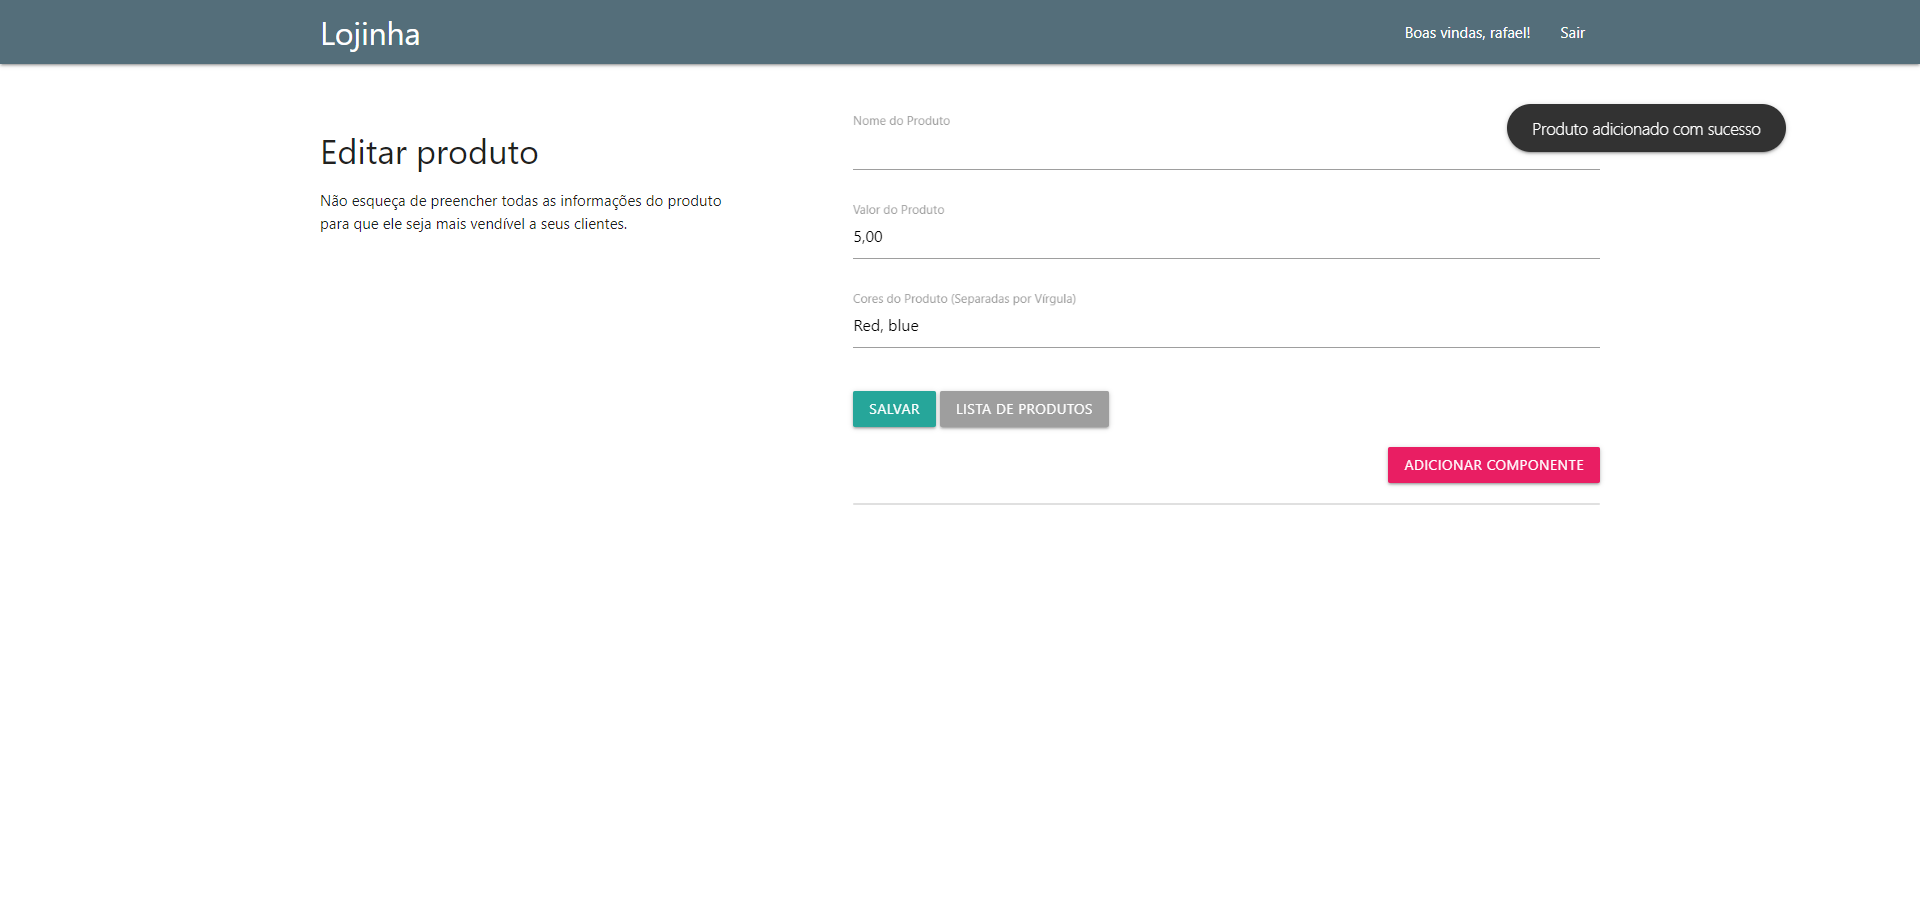 Lojinha
Boas vindas, rafael!
Sair
Editar produto
Não esqueça de preencher todas as informações do produto
para que ele seja mais vendível a seus clientes.
Nome do Produto
Produto adicionado com sucesso
Valor do Produto
5,00
Cores do Produto (Separadas por Vírgula)
Red, blue
SALVAR
LISTA DE PRODUTOS
ADICIONAR COMPONENTE